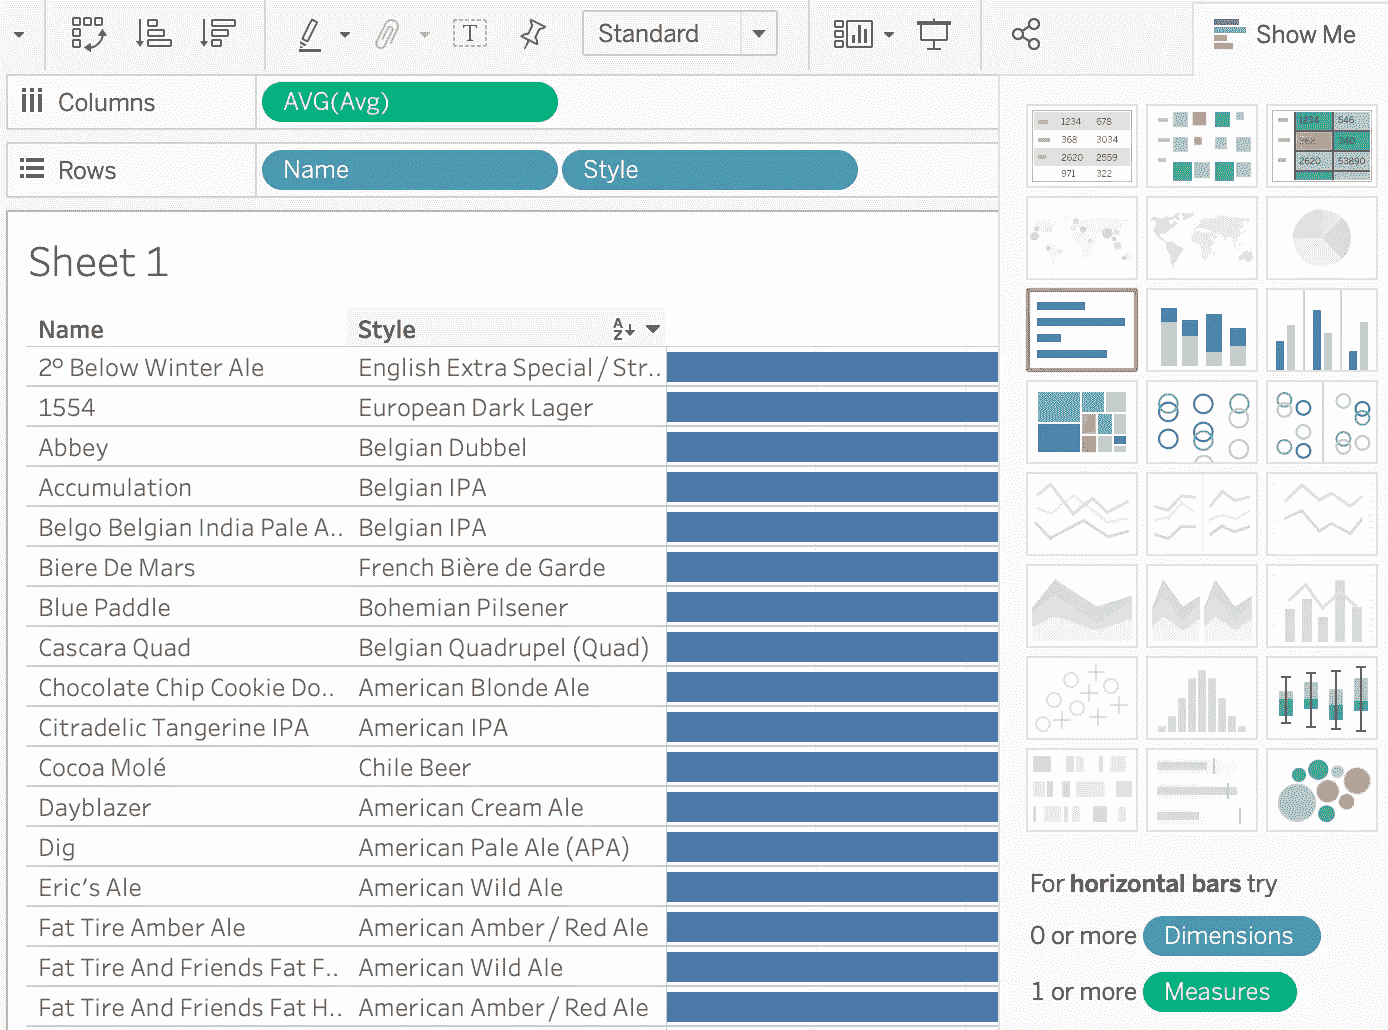 Standard
Show Me
Columns
AVG(Avg)
Rows
Name Style
Sheet 1
Name Style
2º Below Winter Ale English Extra Special / Str..
1554 European Dark Lager
Abbey Belgian Dubbel
Accumulation Belgian IPA
Belgo Belgian India Pale A.. Belgian IPA
Biere De Mars French Bière de Garde
Blue Paddle Bohemian Pilsener
Cascara Quad Belgian Quadrupel (Quad)
Chocolate Chip Cookie Do.. American Blonde Ale
Citradelic Tangerine IPA American IPA
Cocoa Molé Chile Beer
Dayblazer American Cream Ale
Dig American Pale Ale (APA)
Eric’s Ale American Wild Ale
Fat Tire Amber Ale American Amber / Red Ale
Fat Tire And Friends Fat F.. American Wild Ale
Fat Tire And Friends Fat H.. American Amber / Red Ale
1234 678
368 3034
2620 2559
971 322
1234 546
362 340
2620 53890
For horizontal bars try
0 or more Dimensions
1 or more Measures